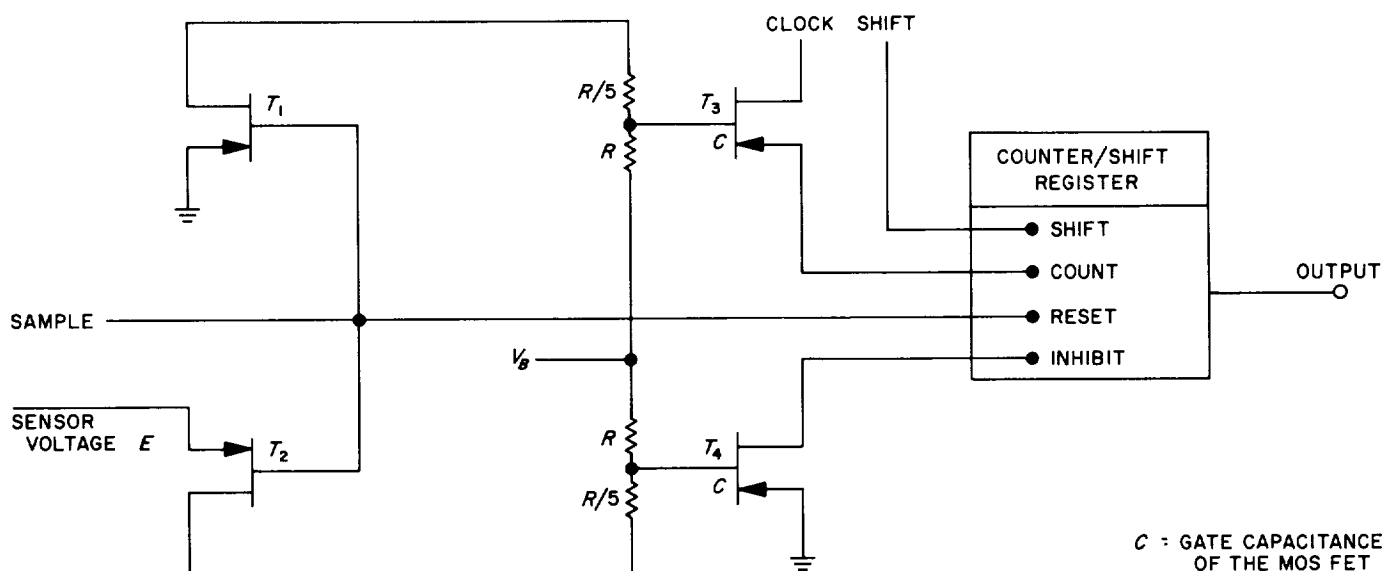 CLOCK SHIFT
R/5
T1
T3
R
C
COUNTER/SHIFT
REGISTER
SHIFT
COUNT
OUTPUT
RESET
SAMPLE
VB
INHIBIT
SENSOR
VOLTAGE E
T2
R
T4
C
R/5
C = GATE CAPACITANCE
OF THE MOS FET